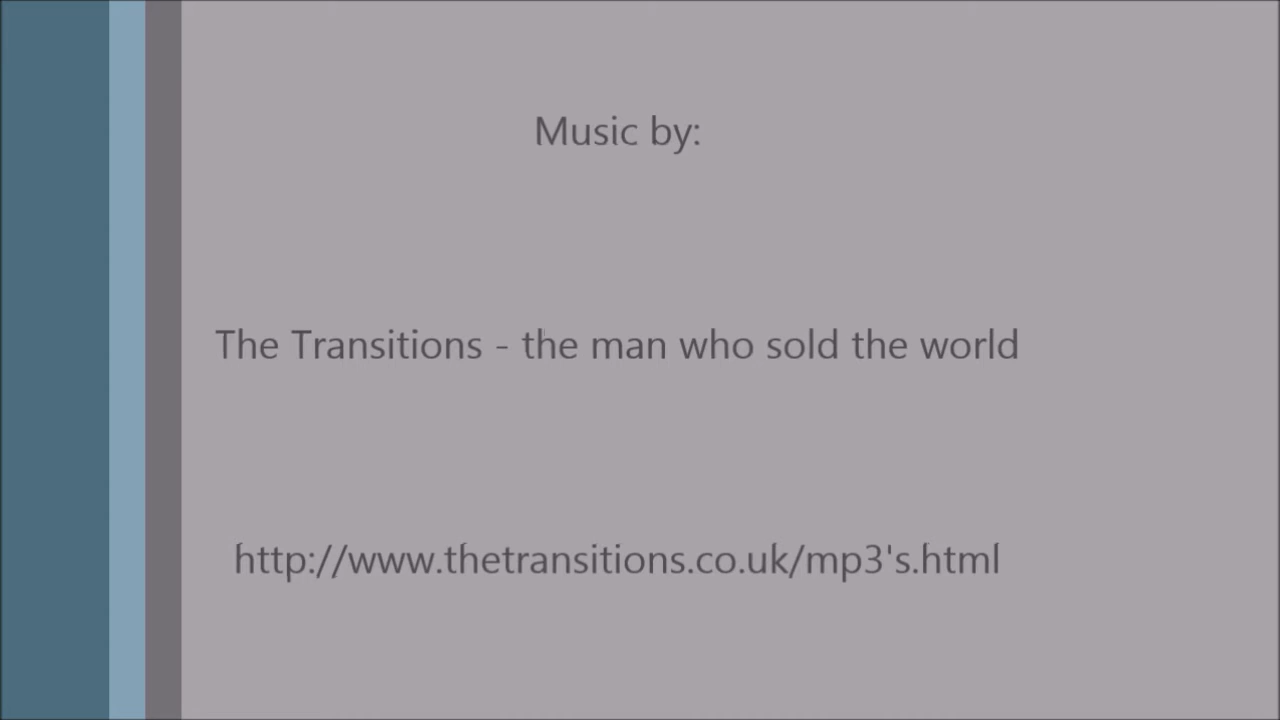 Music by:
The Transitions - the man who sold the world
http://www.thetransitions.co.uk/mp3's.html